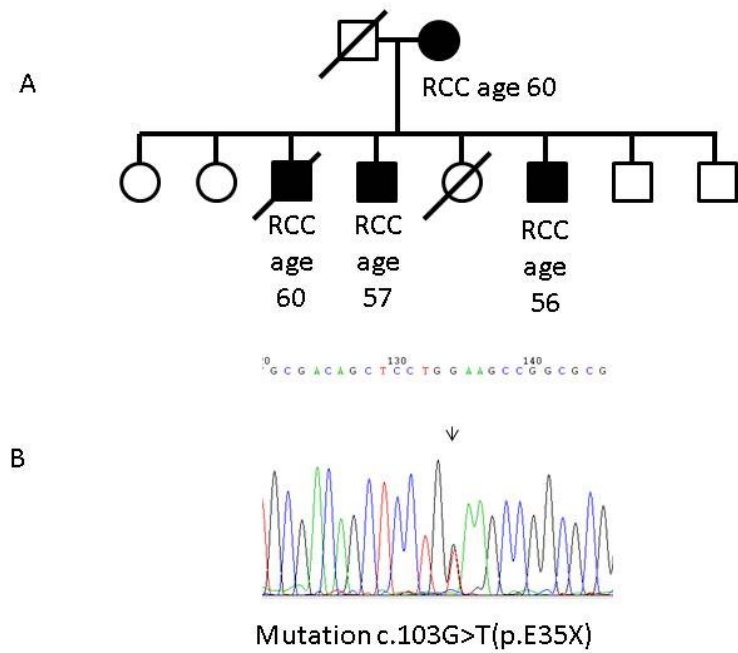 A
RCC age 60
RCC age 60
RCC age 57
RCC age 56
130 140
G C G A C A G C T C C T G G A A G C C G G C G C G
B
Mutation c.103G>T(p.E35X)